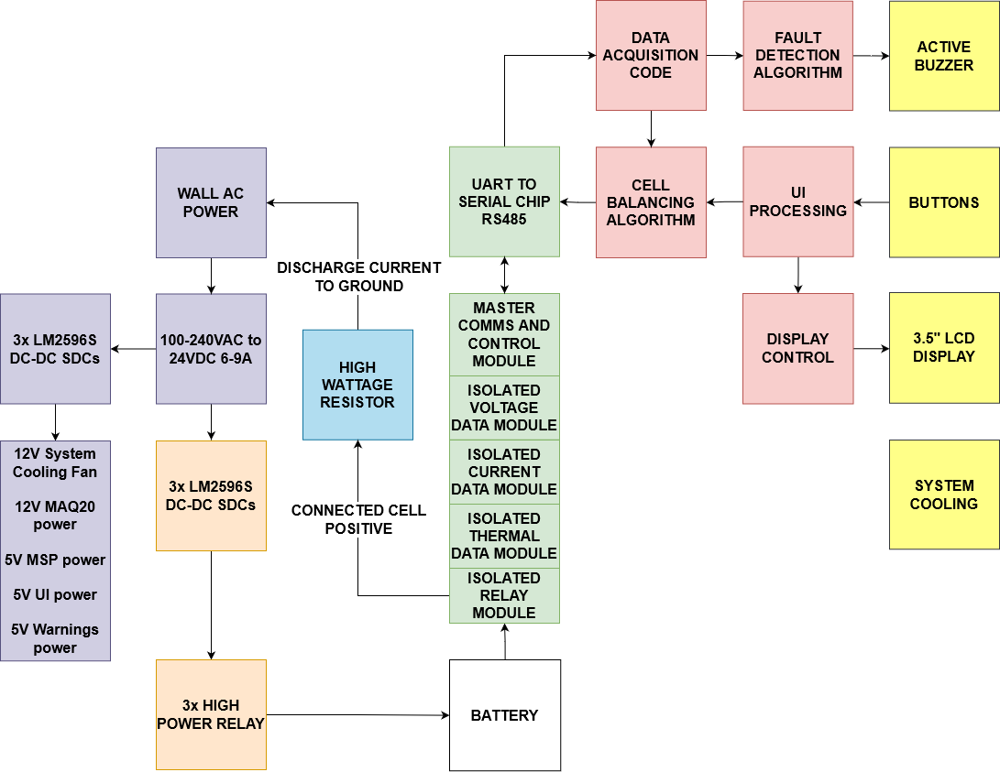 DATA
ACQUISITION
CODE
FAULT
DETECTION
ALGORITHM
ACTIVE
BUZZER
WALL AC
POWER
UART TO
SERIAL CHIP
RS485
CELL
BALANCING
ALGORITHM
UI
PROCESSING
BUTTONS
DISCHARGE CURRENT
TO GROUND
3x LM2596S
DC-DC SDCs
100-240VAC to
24VDC 6-9A
HIGH
WATTAGE
RESISTOR
MASTER
COMMS AND
CONTROL
MODULE
DISPLAY
CONTROL
3.5" LCD
DISPLAY
ISOLATED
VOLTAGE
DATA MODULE
12V System
Cooling Fan
12V MAQ20
power
5V MSP power
5V UI power
5V Warnings
power
3x LM2596S
DC-DC SDCs
CONNECTED CELL
POSITIVE
ISOLATED
CURRENT
DATA MODULE
ISOLATED
THERMAL
DATA MODULE
ISOLATED
RELAY
MODULE
SYSTEM
COOLING
3x HIGH
POWER RELAY
BATTERY